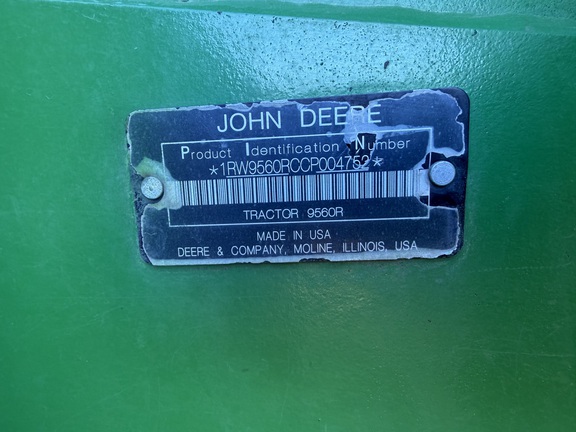 JOHN DEERE
Product Identification Number
*1RW9560RCCP004752*
TRACTOR 9560R
MADE IN USA
DEERE & COMPANY, MOLINE, ILLINOIS, USA